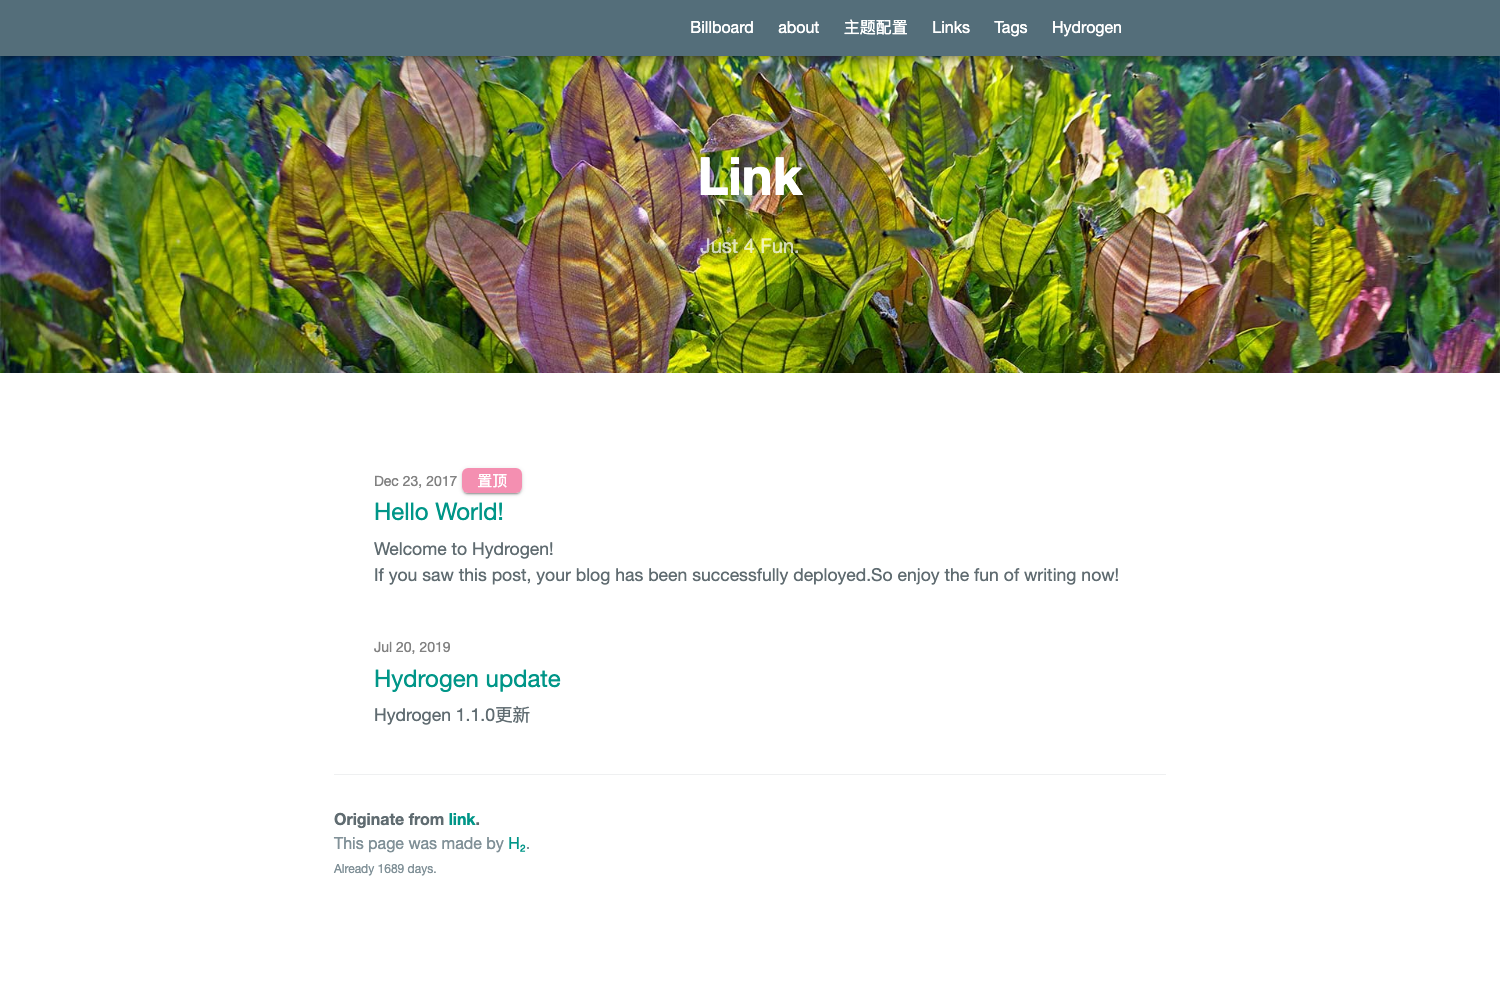 Billboard about 主题配置 Links Tags Hydrogen
Link
Just 4 Fun.
Dec 23, 2017 置顶
Hello World!
Welcome to Hydrogen!
If you saw this post, your blog has been successfully deployed.So enjoy the fun of writing now!
Jul 20, 2019
Hydrogen update
Hydrogen 1.1.0更新
Originate from link.
This page was made by H₂.
Already 1689 days.